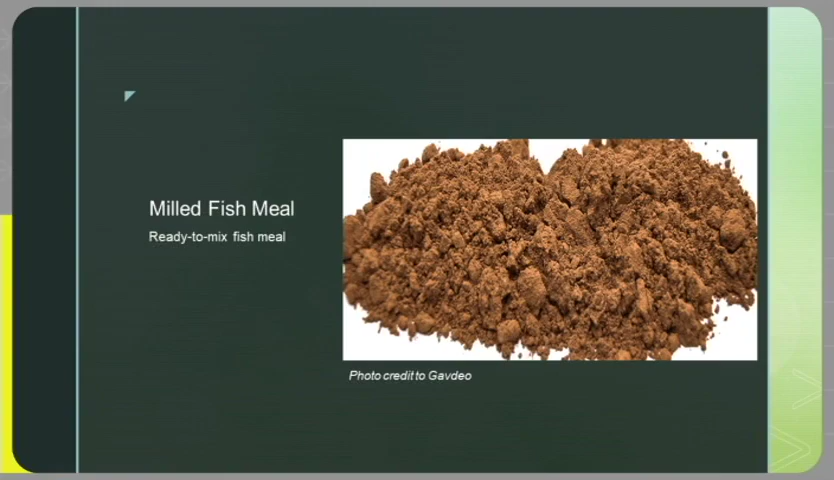 Milled Fish Meal
Ready-to-mix fish meal
Photo credit to Gavdeo